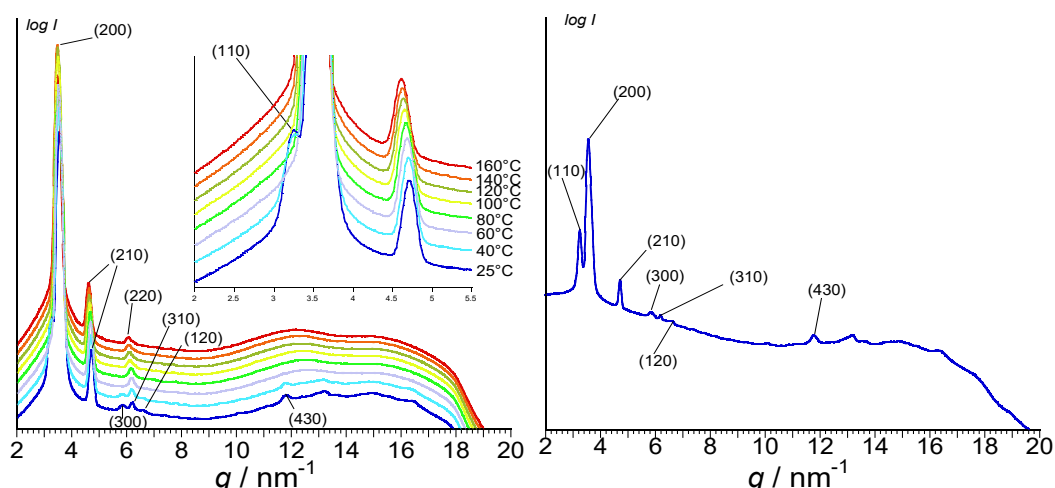 log I
(200)
(110)
160°C
140°C
120°C
100°C
80°C
60°C
40°C
25°C
2 2.5 3 3.5 4 4.5 5 5.5
(210)
(220)
(310)
(120)
(300)
(430)
2 4 6 8 10 12 14 16 18 20
q / nm-1
log I
(200)
(110)
(210)
(300)
(310)
(430)
(120)
2 4 6 8 10 12 14 16 18 20
q / nm-1